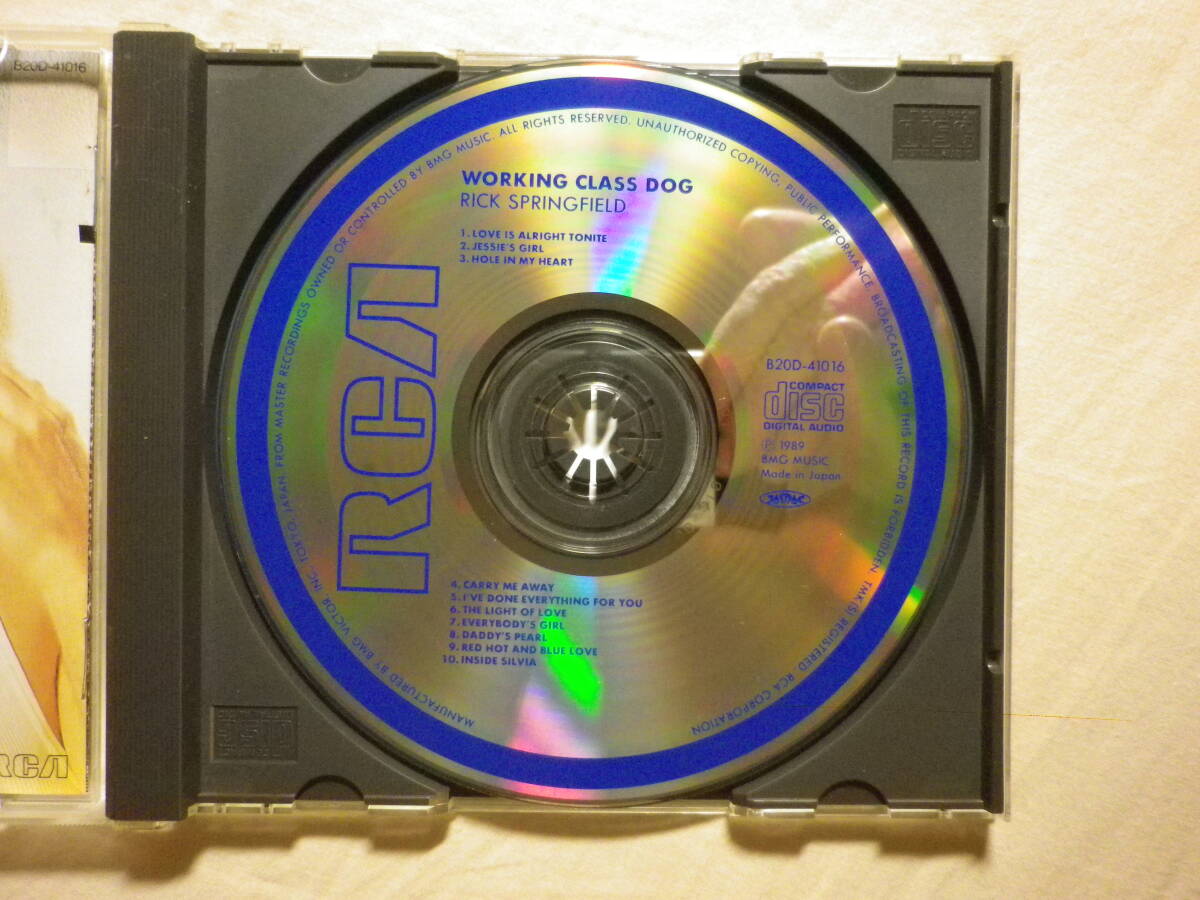 B20D-41016
RCA
WORKING CLASS DOG
RICK SPRINGFIELD
1. LOVE IS ALRIGHT TONITE
2. JESSIE'S GIRL
3. HOLE IN MY HEART
RCA
B20D-41016
COMPACT
disc
DIGITAL AUDIO
Ⓟ 1989
BMG MUSIC
Made in Japan
4. CARRY ME AWAY
5. I'VE DONE EVERYTHING FOR YOU
6. THE LIGHT OF LOVE
7. EVERYBODY'S GIRL
8. DADDY'S PEARL
9. RED HOT AND BLUE LOVE
10. INSIDE SILVIA
MANUFACTURED BY BMG VICTOR INC. TOKYO, JAPAN. FROM MASTER RECORDINGS OWNED OR CONTROLLED BY BMG MUSIC. ALL RIGHTS RESERVED. UNAUTHORIZED COPYING, PUBLIC PERFORMANCE, BROADCASTING OF THIS RECORD IS FORBIDDEN. TMK(S) REGISTERED. RCA CORPORATION